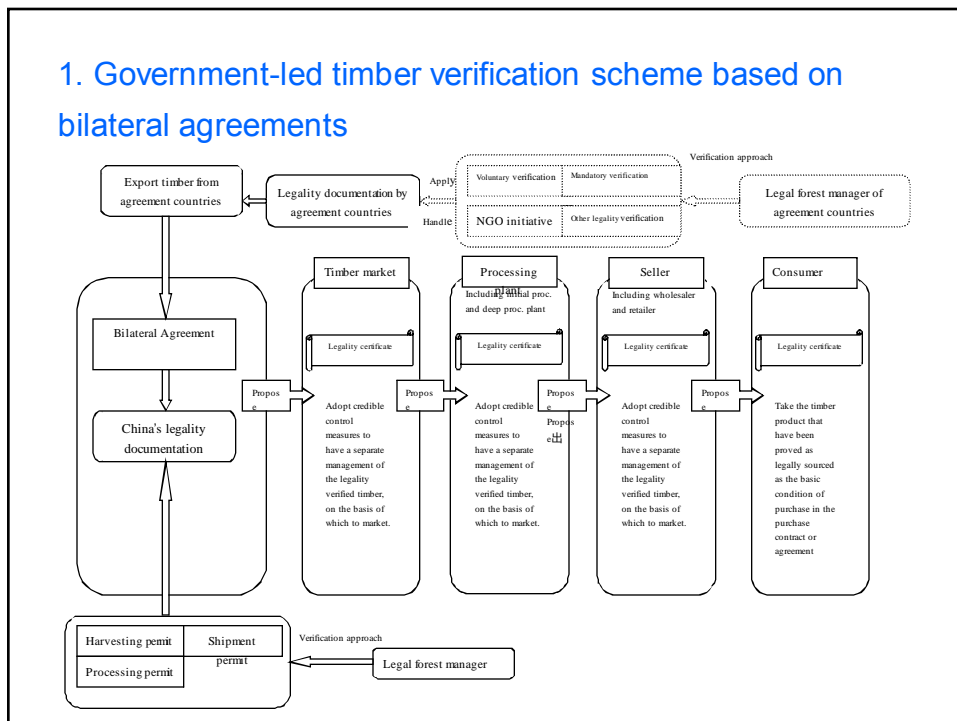 1. Government-led timber verification scheme based on
bilateral agreements
Verification approach
Export timber from
agreement countries
Legality documentation by
agreement countries
Apply
Handle
Voluntary verification
Mandatory verification
NGO initiative
Other legality verification
Legal forest manager of
agreement countries
Bilateral Agreement
China's legality
documentation
Propos
e
Timber market
Legality certificate
Adopt credible
control
measures to
have a separate
management of
the legality
verified timber,
on the basis of
which to market.
Propos
e
Processing
plant
Including initial proc.
and deep proc. plant
Legality certificate
Adopt credible
control
measures to
have a separate
management of
the legality
verified timber,
on the basis of
which to market.
Propos
e
Propos
e出
Seller
Including wholesaler
and retailer
Legality certificate
Adopt credible
control
measures to
have a separate
management of
the legality
verified timber,
on the basis of
which to market.
Propos
e
Consumer
Legality certificate
Take the timber
product that
have been
proved as
legally sourced
as the basic
condition of
purchase in the
purchase
contract or
agreement
Harvesting permit
Shipment
permit
Processing permit
Verification approach
Legal forest manager